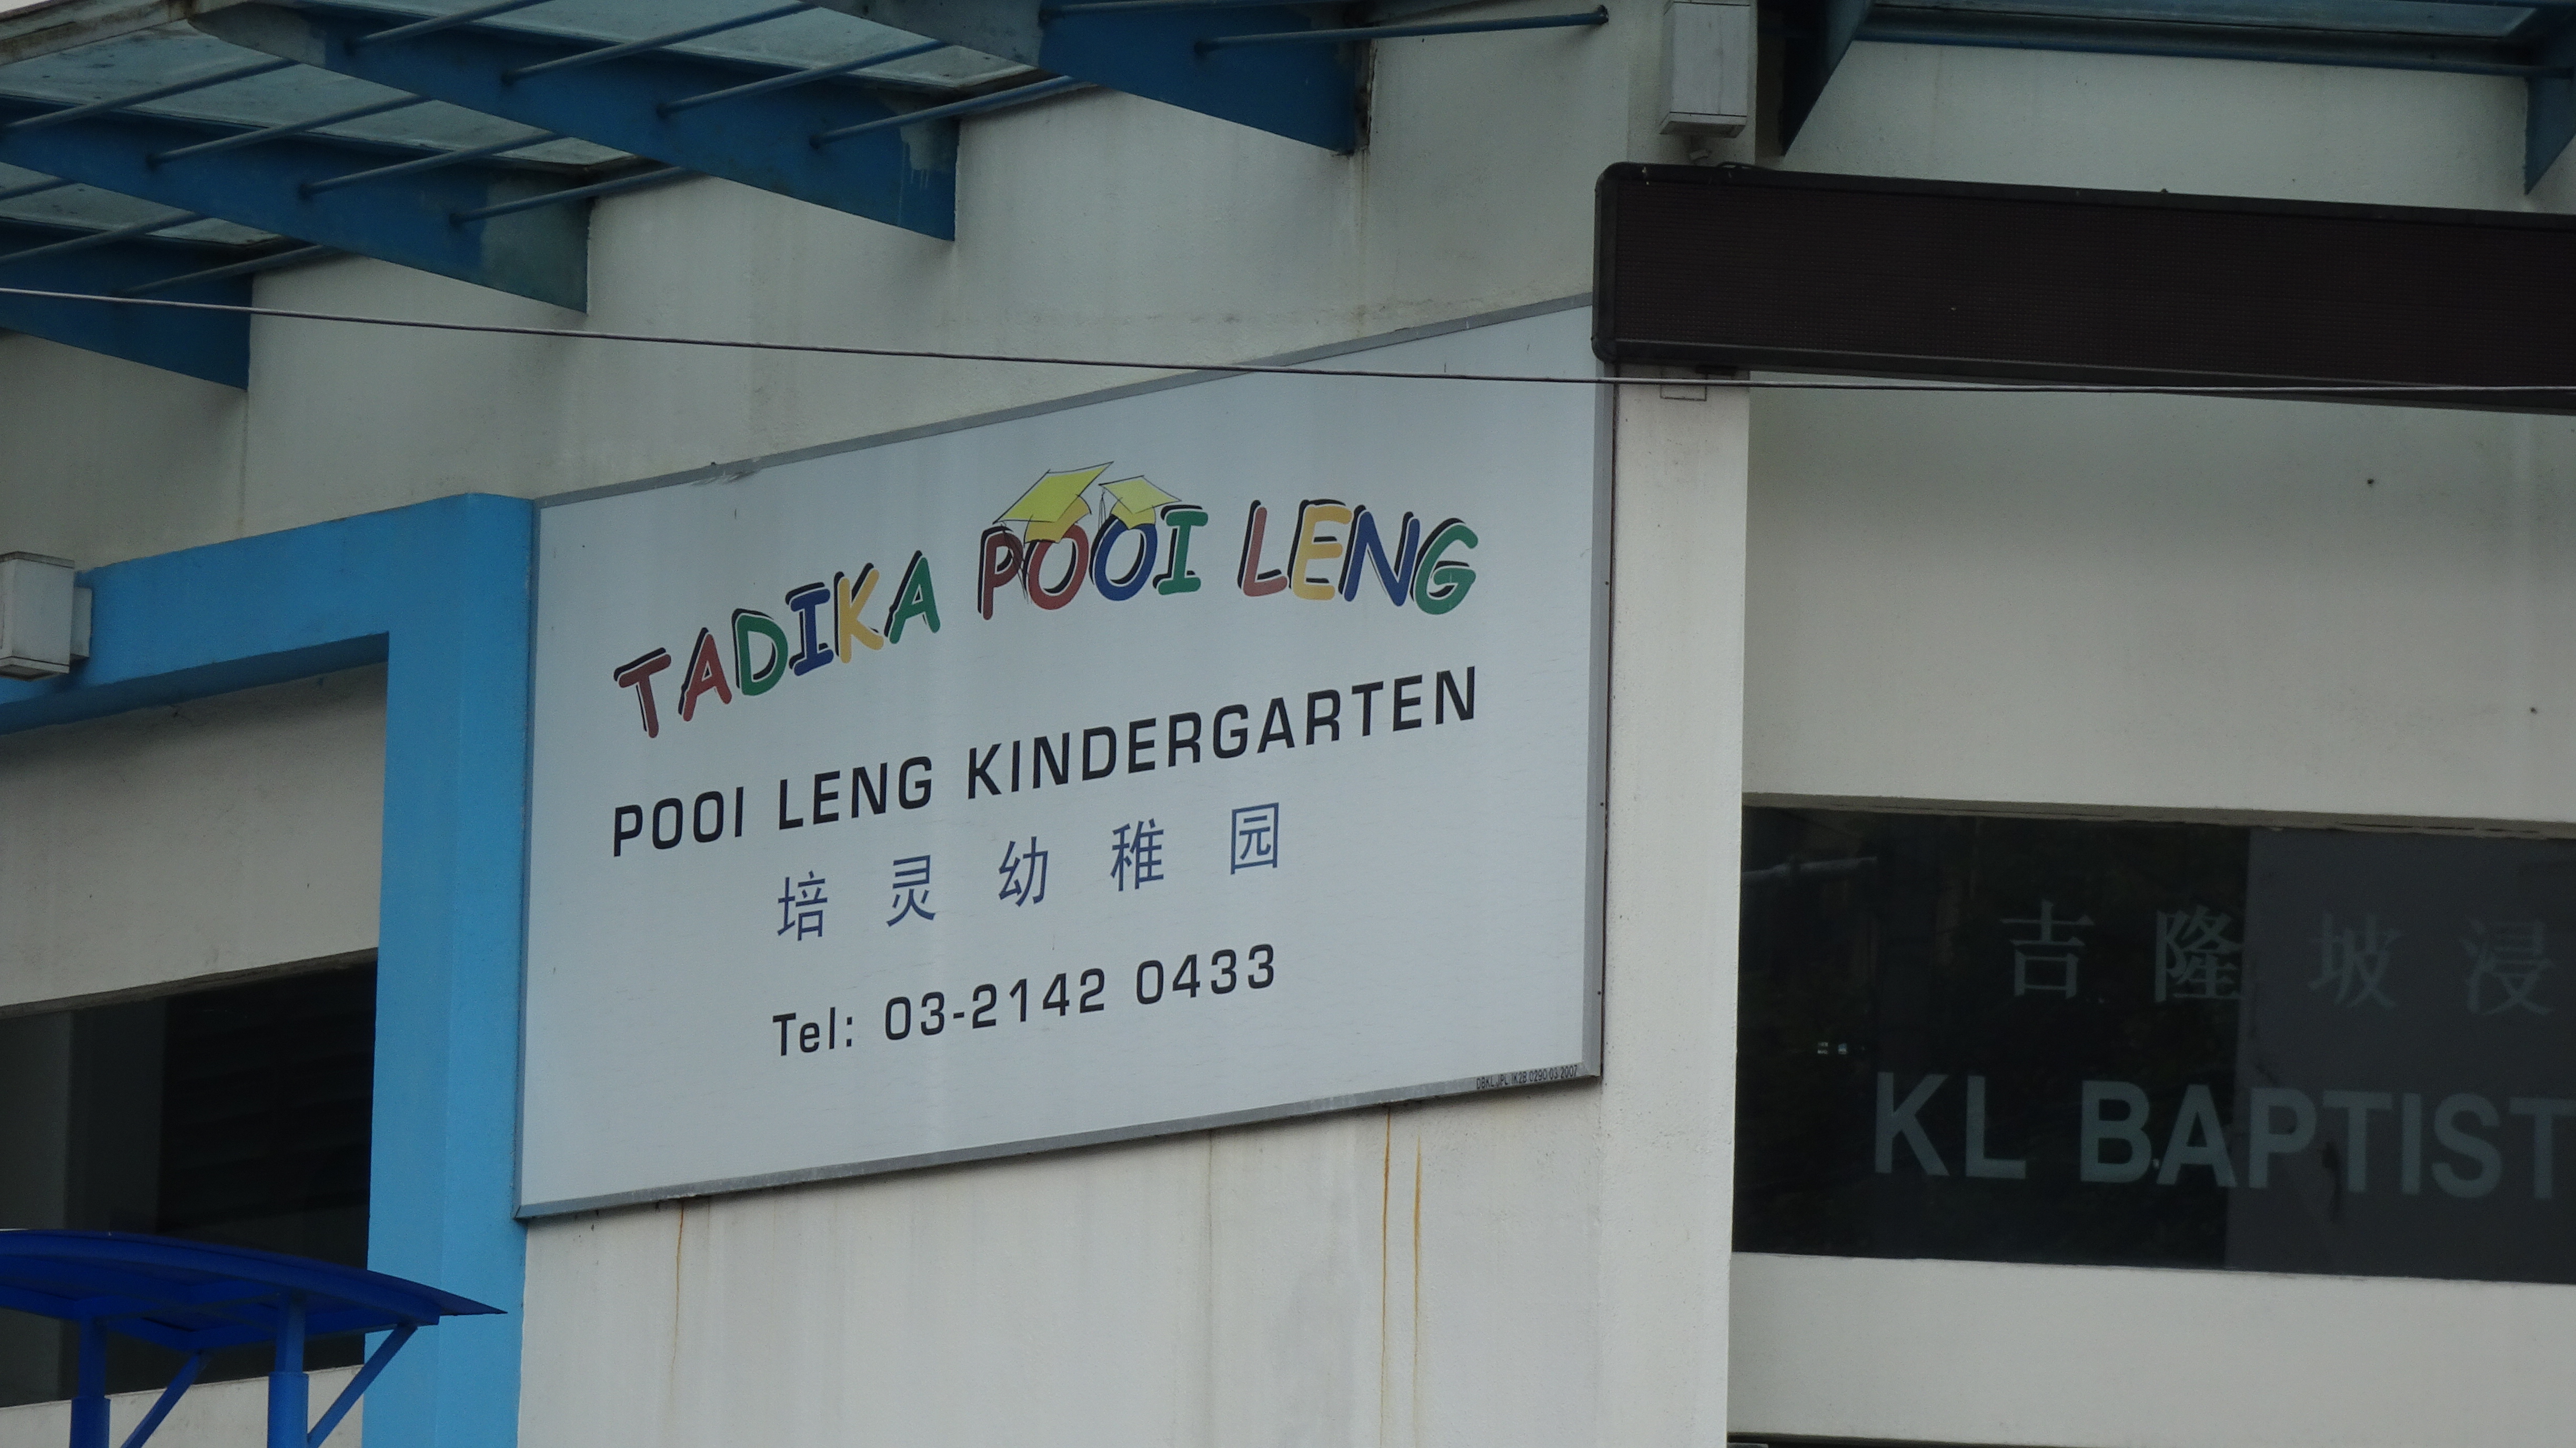 TADIKA POOI LENG
POOI LENG KINDERGARTEN
培灵幼稚园
Tel: 03-2142 0433
吉隆坡浸
KL BAPTIST